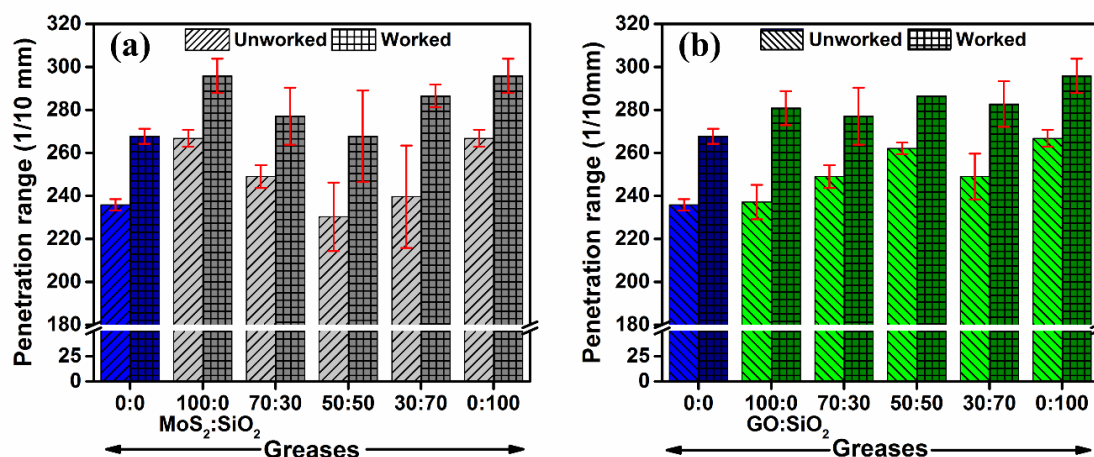 (a)
Unworked
Worked
Penetration range (1/10 mm)
320
300
280
260
240
220
200
180
25
0
0:0
100:0
70:30
50:50
30:70
0:100
MoS₂:SiO₂
Greases
(b)
Unworked
Worked
Penetration range (1/10mm)
320
300
280
260
240
220
200
180
25
0
0:0
100:0
70:30
50:50
30:70
0:100
GO:SiO₂
Greases